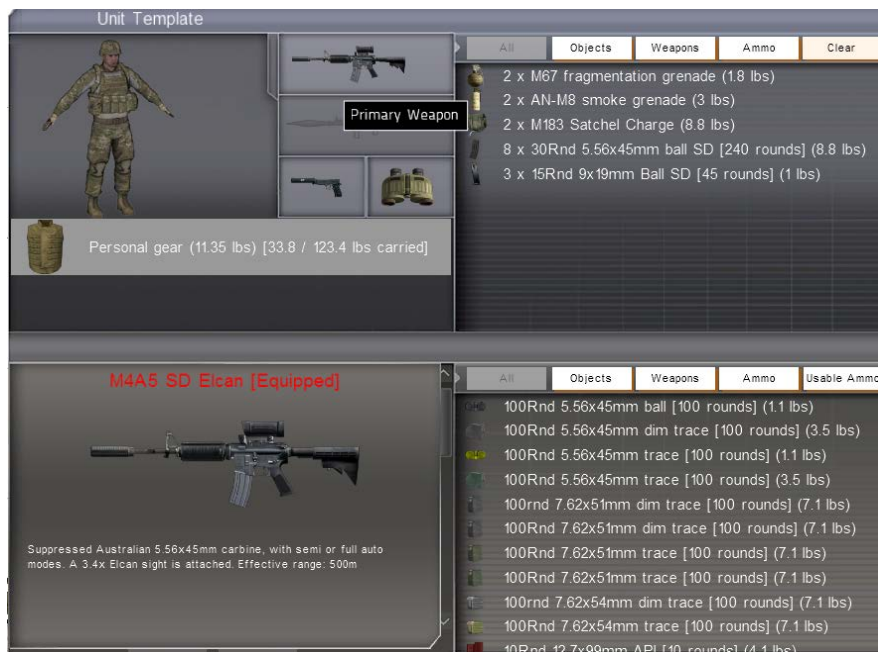 Unit Template
All Objects Weapons Ammo Clear
2 x M67 fragmentation grenade (1.8 lbs)
2 x AN-M8 smoke grenade (3 lbs)
Primary Weapon
2 x M183 Satchel Charge (8.8 lbs)
8 x 30Rnd 5.56x45mm ball SD [240 rounds] (8.8 lbs)
3 x 15Rnd 9x19mm Ball SD [45 rounds] (1 lbs)
Personal gear (11.35 lbs) [33.8 / 123.4 lbs carried]
M4A5 SD Elcan [Equipped]
Suppressed Australian 5.56x45mm carbine, with semi or full auto
modes. A 3.4x Elcan sight is attached. Effective range: 500m
All Objects Weapons Ammo Usable Ammo
100Rnd 5.56x45mm ball [100 rounds] (1.1 lbs)
100Rnd 5.56x45mm dim trace [100 rounds] (3.5 lbs)
100Rnd 5.56x45mm trace [100 rounds] (1.1 lbs)
100Rnd 5.56x45mm trace [100 rounds] (3.5 lbs)
100rnd 7.62x51mm dim trace [100 rounds] (7.1 lbs)
100Rnd 7.62x51mm dim trace [100 rounds] (7.1 lbs)
100Rnd 7.62x51mm trace [100 rounds] (7.1 lbs)
100Rnd 7.62x51mm trace [100 rounds] (7.1 lbs)
100rnd 7.62x54mm dim trace [100 rounds] (7.1 lbs)
100Rnd 7.62x54mm trace [100 rounds] (7.1 lbs)
10Rnd 12.7x99mm API [10 rounds] (4.1 lbs)